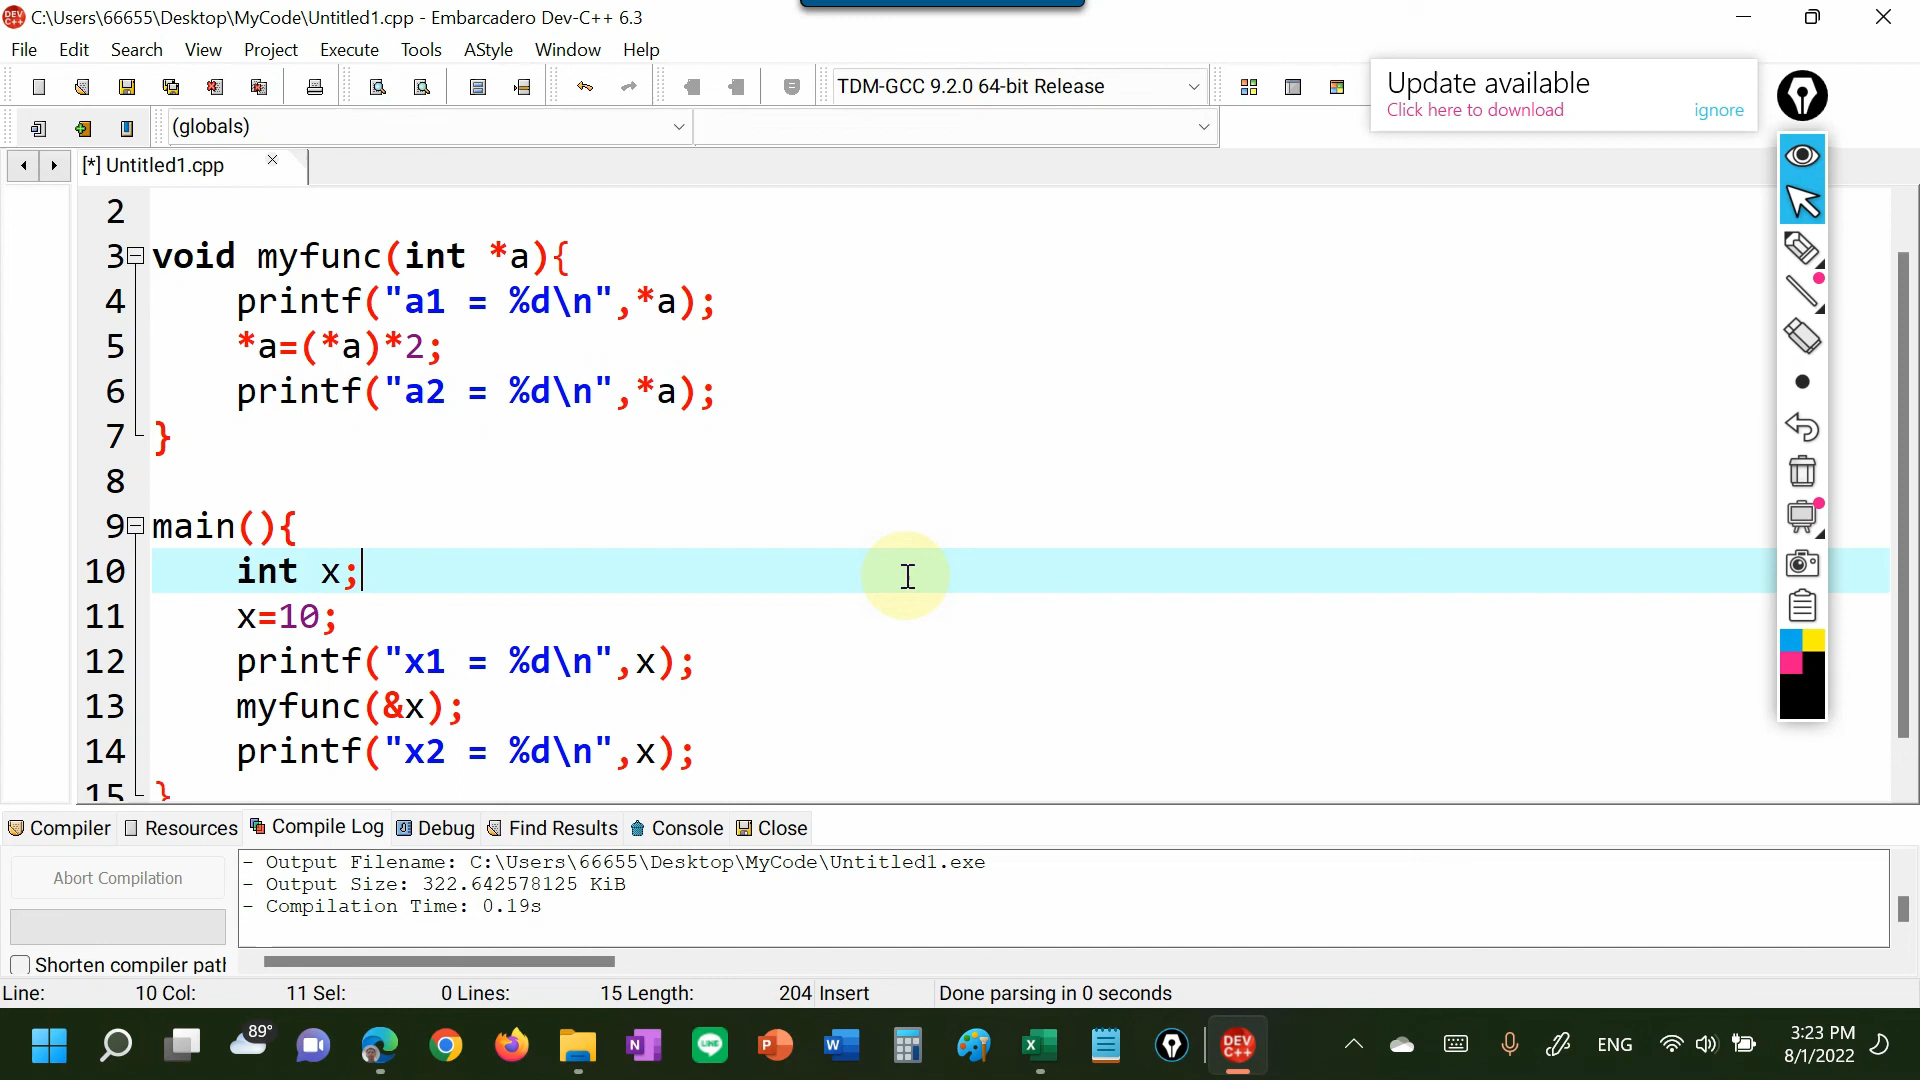 C:\Users\66655\Desktop\MyCode\Untitled1.cpp - Embarcadero Dev-C++ 6.3
File Edit Search View Project Execute Tools AStyle Window Help
TDM-GCC 9.2.0 64-bit Release
Update available
Click here to download ignore
(globals)
[*] Untitled1.cpp
2
3 void myfunc(int *a){
4 printf("a1 = %d\n",*a);
5 *a=(*a)*2;
6 printf("a2 = %d\n",*a);
7 }
8
9 main(){
10 int x;
11 x=10;
12 printf("x1 = %d\n",x);
13 myfunc(&x);
14 printf("x2 = %d\n",x);
15 }
Compiler Resources Compile Log Debug Find Results Console Close
Abort Compilation
- Output Filename: C:\Users\66655\Desktop\MyCode\Untitled1.exe
- Output Size: 322.642578125 KiB
- Compilation Time: 0.19s
Shorten compiler path
Line: 10 Col: 11 Sel: 0 Lines: 15 Length: 204 Insert Done parsing in 0 seconds
89°
ENG
3:23 PM
8/1/2022
DEV C++